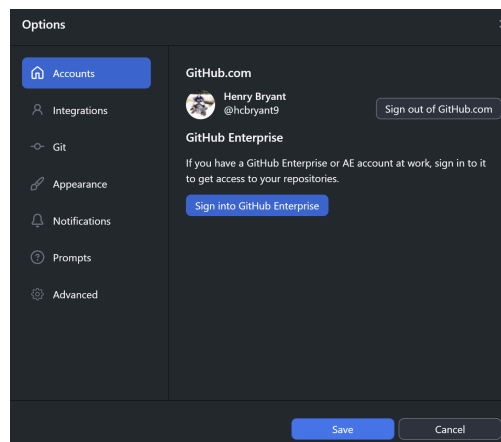 Options
Accounts
Integrations
Git
Appearance
Notifications
Prompts
Advanced
GitHub.com
Henry Bryant
@hcbryant9
Sign out of GitHub.com
GitHub Enterprise
If you have a GitHub Enterprise or AE account at work, sign in to it
to get access to your repositories.
Sign into GitHub Enterprise
Save
Cancel